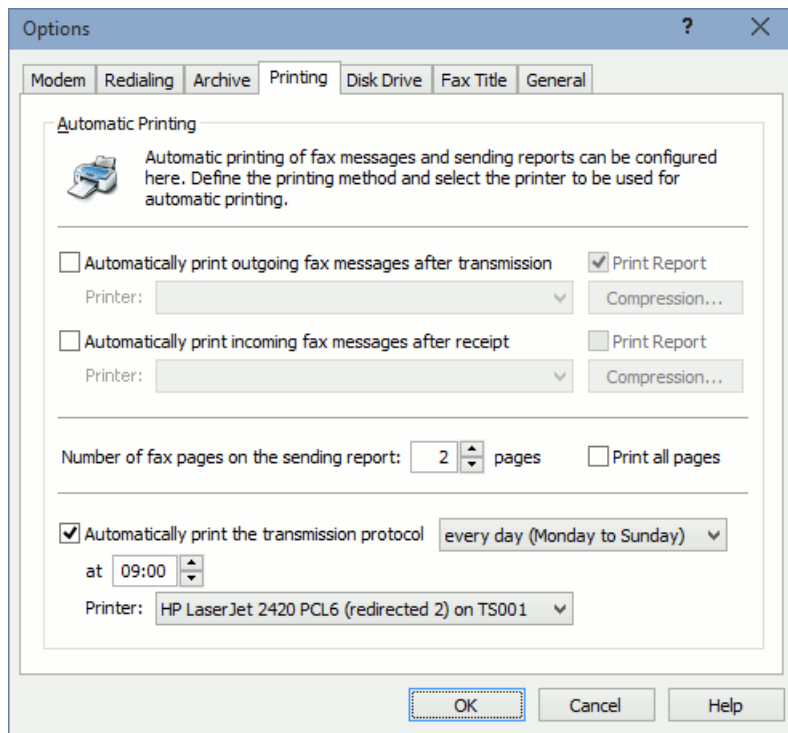 Options ?
Modem Redialing Archive Printing Disk Drive Fax Title General
Automatic Printing
Automatic printing of fax messages and sending reports can be configured
here. Define the printing method and select the printer to be used for
automatic printing.
Automatically print outgoing fax messages after transmission Print Report
Printer: Compression...
Automatically print incoming fax messages after receipt Print Report
Printer: Compression...
Number of fax pages on the sending report: 2 pages Print all pages
Automatically print the transmission protocol every day (Monday to Sunday)
at 09:00
Printer: HP LaserJet 2420 PCL6 (redirected 2) on TS001
OK Cancel Help